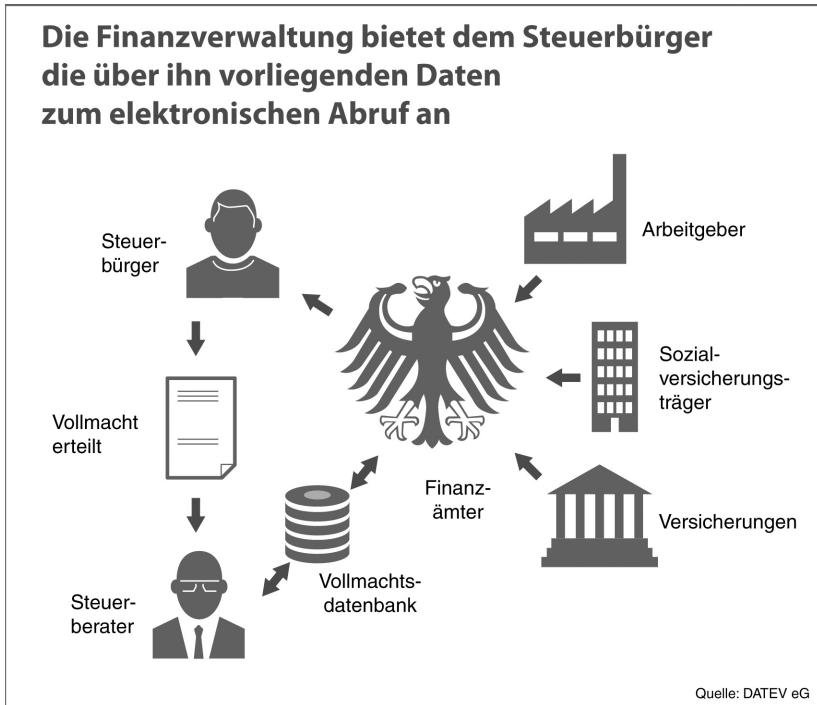 Die Finanzverwaltung bietet dem Steuerbürger
die über ihn vorliegenden Daten
zum elektronischen Abruf an
Steuer-
bürger
Arbeitgeber
Sozial-
versicherungs-
träger
Vollmacht
erteilt
Finanz-
ämter
Versicherungen
Vollmachts-
datenbank
Steuer-
berater
Quelle: DATEV eG